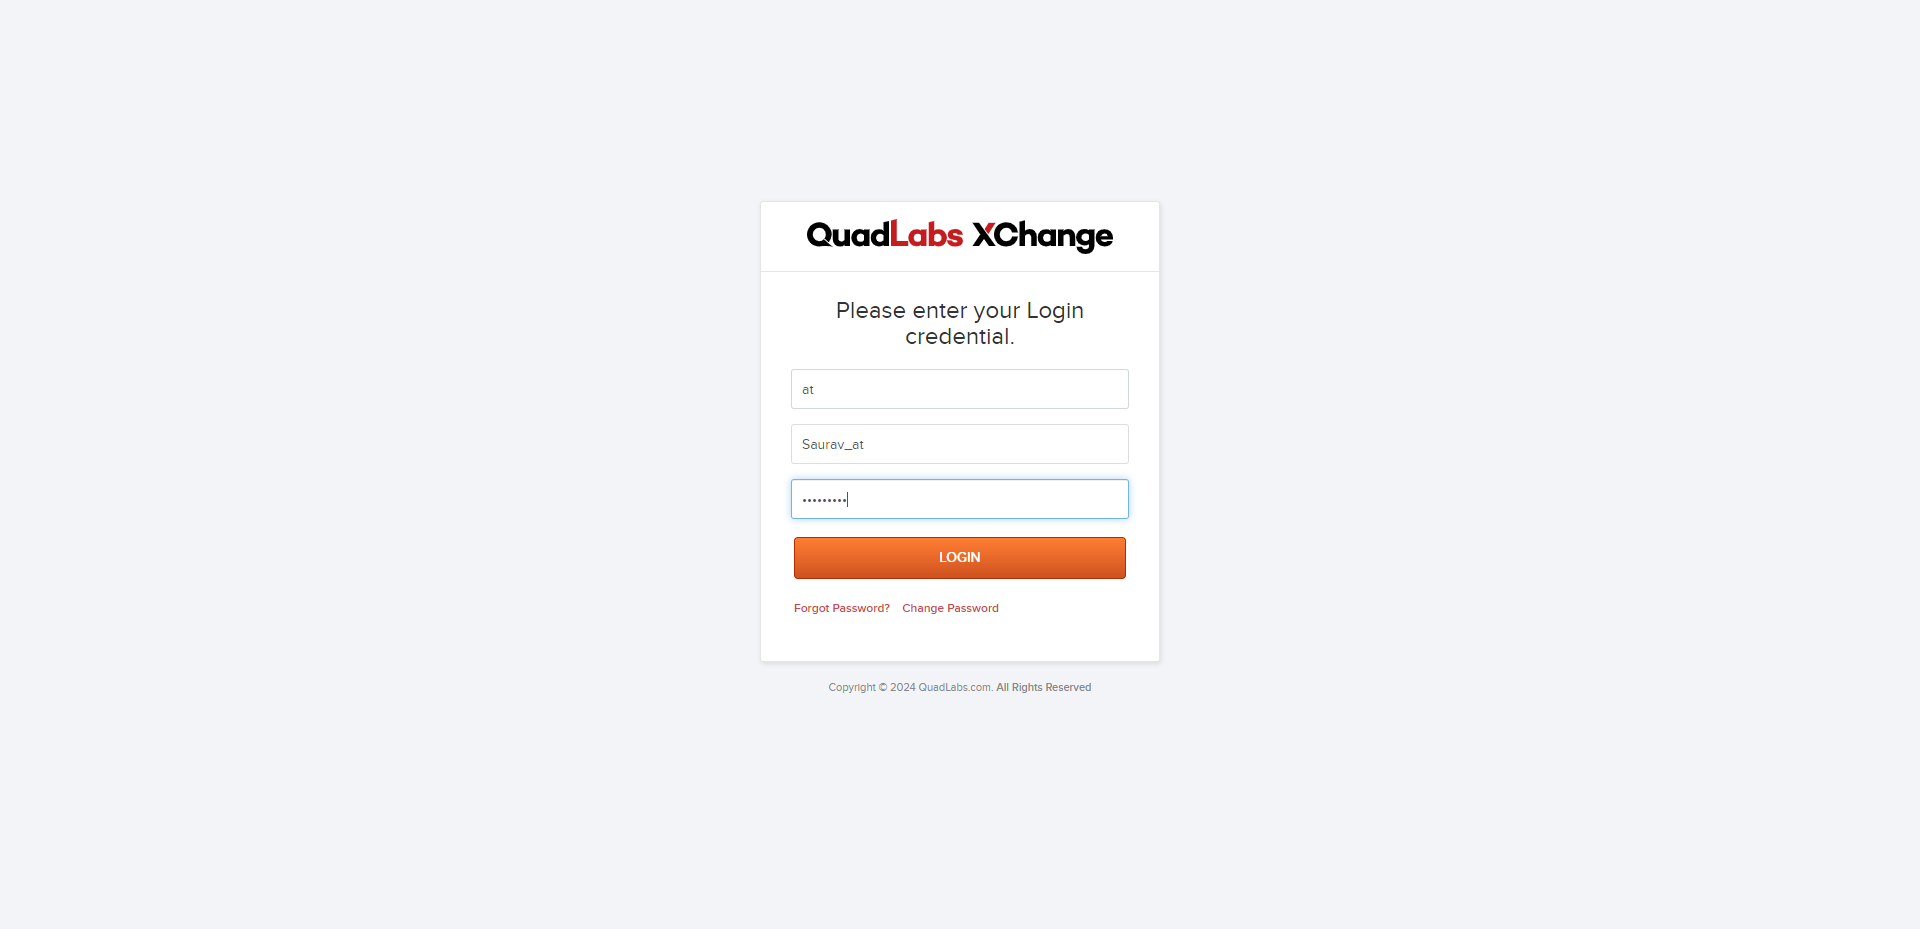 QuadLabs XChange
Please enter your Login
credential.
at
Saurav_at
•••••••••
LOGIN
Forgot Password? Change Password
Copyright © 2024 QuadLabs.com. All Rights Reserved